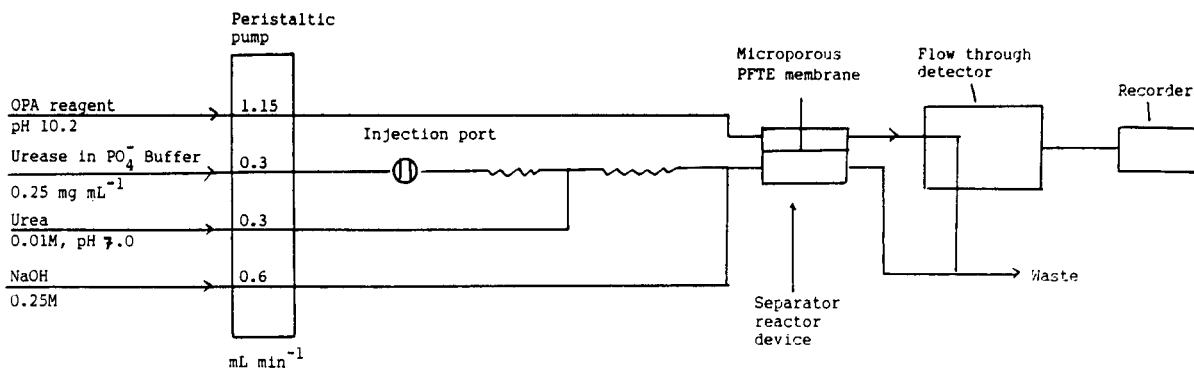 Peristaltic
pump
Microporous
PFTE membrane
Flow through
detector
Recorder
OPA reagent
1.15
pH 10.2
Injection port
Urease in PO4- Buffer
0.3
0.25 mg mL-1
Urea
0.3
0.01M, pH 7.0
NaOH
0.6
0.25M
Waste
Separator
reactor
device
mL min-1